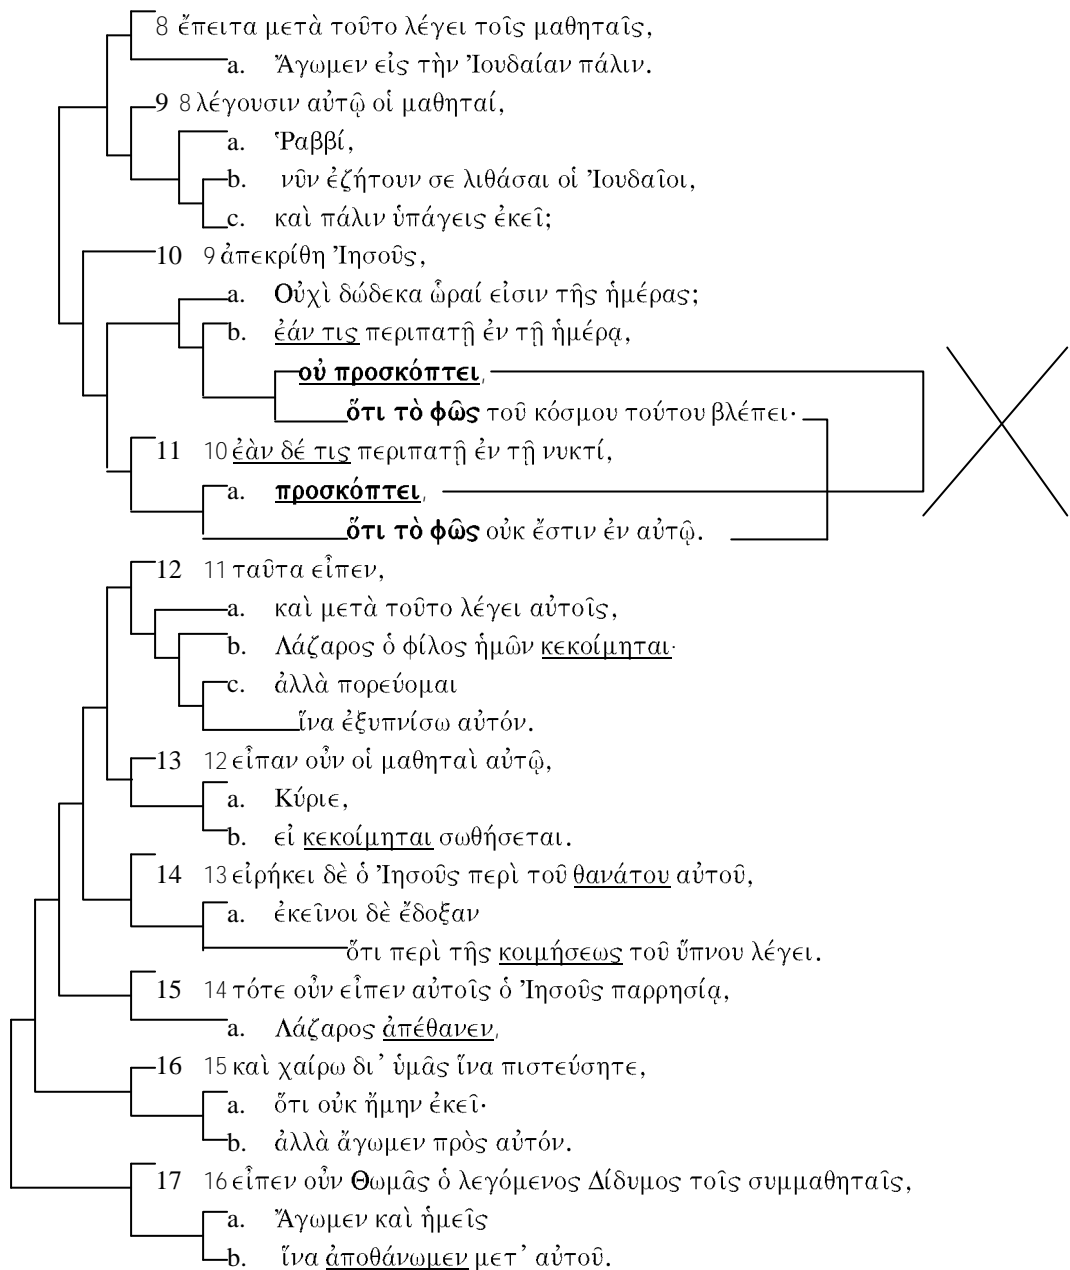 8 ἔπειτα μετὰ τοῦτο λέγει τοῖς μαθηταῖς,
a. Ἄγωμεν εἰς τὴν Ἰουδαίαν πάλιν.
9 8 λέγουσιν αὐτῷ οἱ μαθηταί,
a. Ῥαββί,
b. νῦν ἐζήτουν σε λιθάσαι οἱ Ἰουδαῖοι,
c. καὶ πάλιν ὑπάγεις ἐκεῖ;
10 9 ἀπεκρίθη Ἰησοῦς,
a. Οὐχὶ δώδεκα ὧραί εἰσιν τῆς ἡμέρας;
b. ἐάν τις περιπατῇ ἐν τῇ ἡμέρᾳ,
οὐ προσκόπτει,
ὅτι τὸ φῶς τοῦ κόσμου τούτου βλέπει·
11 10 ἐὰν δέ τις περιπατῇ ἐν τῇ νυκτί,
a. προσκόπτει,
ὅτι τὸ φῶς οὐκ ἔστιν ἐν αὐτῷ.
12 11 ταῦτα εἶπεν,
a. καὶ μετὰ τοῦτο λέγει αὐτοῖς,
b. Λάζαρος ὁ φίλος ἡμῶν κεκοίμηται·
c. ἀλλὰ πορεύομαι
ἵνα ἐξυπνίσω αὐτόν.
13 12 εἶπαν οὖν οἱ μαθηταὶ αὐτῷ,
a. Κύριε,
b. εἰ κεκοίμηται σωθήσεται.
14 13 εἰρήκει δὲ ὁ Ἰησοῦς περὶ τοῦ θανάτου αὐτοῦ,
a. ἐκεῖνοι δὲ ἔδοξαν
ὅτι περὶ τῆς κοιμήσεως τοῦ ὕπνου λέγει.
15 14 τότε οὖν εἶπεν αὐτοῖς ὁ Ἰησοῦς παρρησίᾳ,
a. Λάζαρος ἀπέθανεν,
16 15 καὶ χαίρω δι’ ὑμᾶς ἵνα πιστεύσητε,
a. ὅτι οὐκ ἤμην ἐκεῖ·
b. ἀλλὰ ἄγωμεν πρὸς αὐτόν.
17 16 εἶπεν οὖν Θωμᾶς ὁ λεγόμενος Δίδυμος τοῖς συμμαθηταῖς,
a. Ἄγωμεν καὶ ἡμεῖς
b. ἵνα ἀποθάνωμεν μετ’ αὐτοῦ.